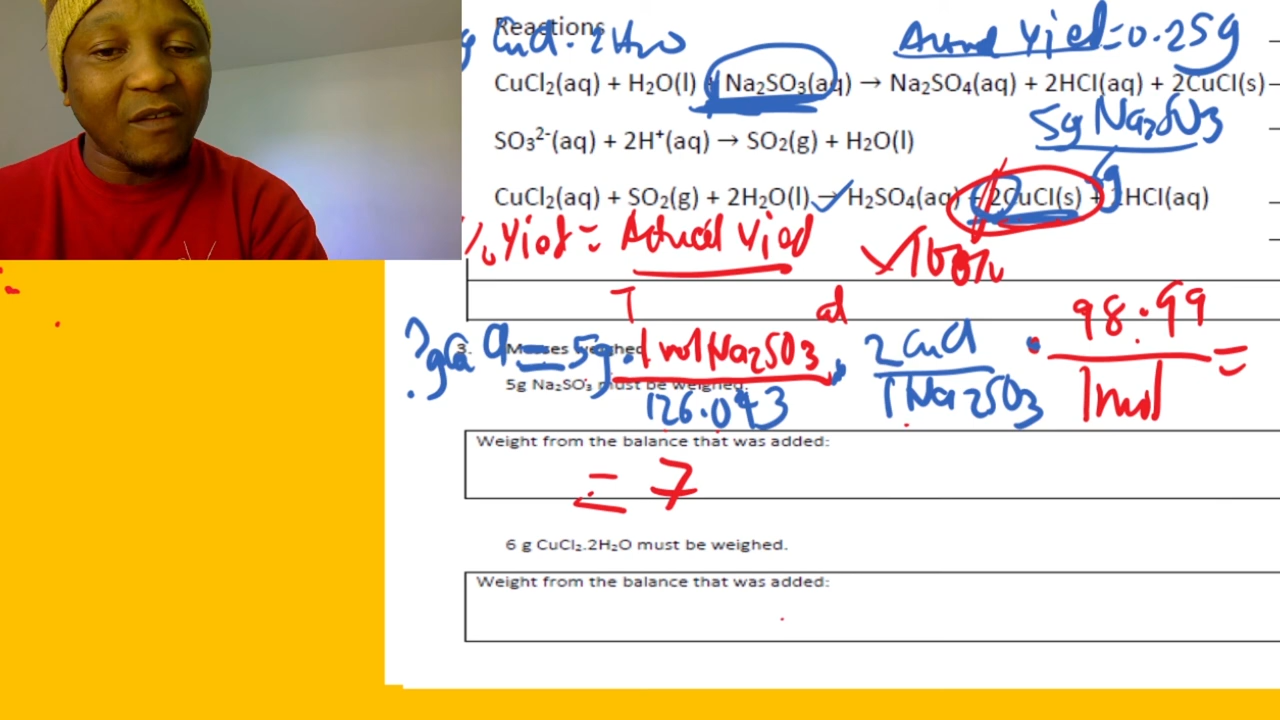 Reactions
g CuCl·2H2O
Actual Yield=0.25g
CuCl₂(aq) + H₂O(l) + Na₂SO₃(aq) → Na₂SO₄(aq) + 2HCl(aq) + 2CuCl(s)
5g Na2SO3
SO₃²⁻(aq) + 2H⁺(aq) → SO₂(g) + H₂O(l)
CuCl₂(aq) + SO₂(g) + 2H₂O(l) → H₂SO₄(aq) + 2CuCl(s) + 2HCl(aq)
% Yield = Actual Yield × 100%
T al
?g CuCl = 5g · 1 mol Na2SO3 · 2CuCl · 98.99 =
126.043 1Na2SO3 1mol
3. Masses weighed
5g Na₂SO₃ must be weighed.
Weight from the balance that was added:
= 7
6 g CuCl₂.2H₂O must be weighed.
Weight from the balance that was added: